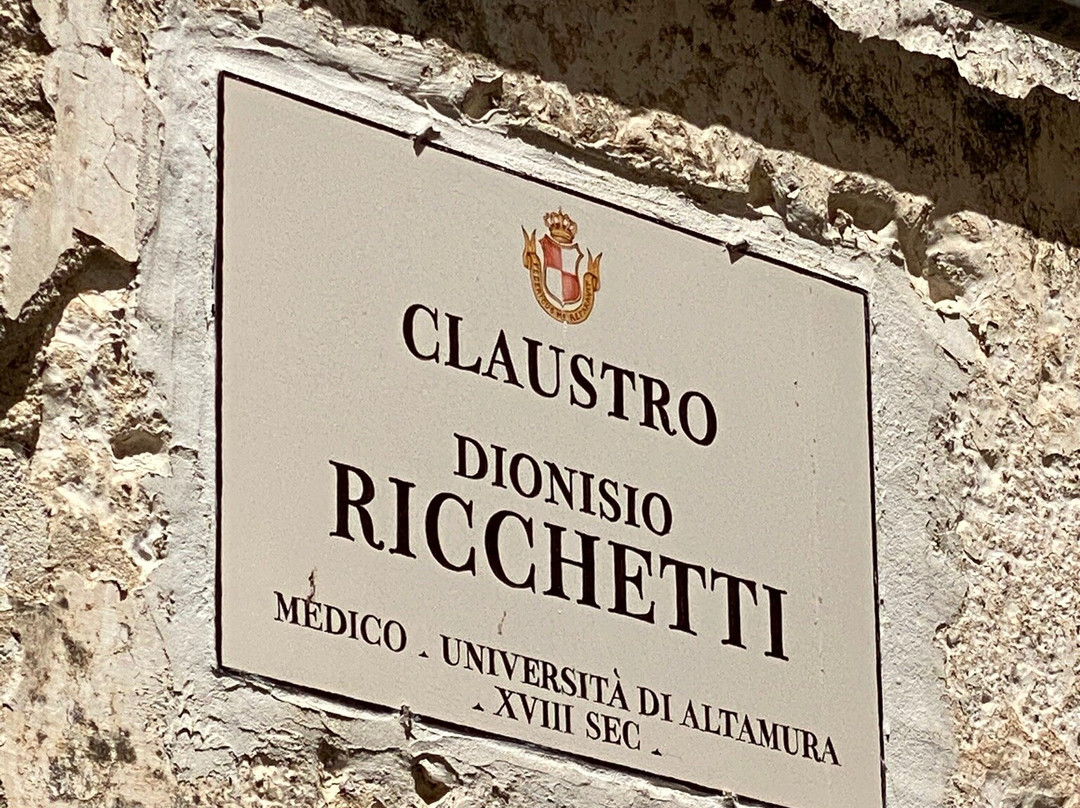 CLAUSTRO
DIONISIO
RICCHETTI
MEDICO - UNIVERSITÀ DI ALTAMURA
- XVIII SEC -